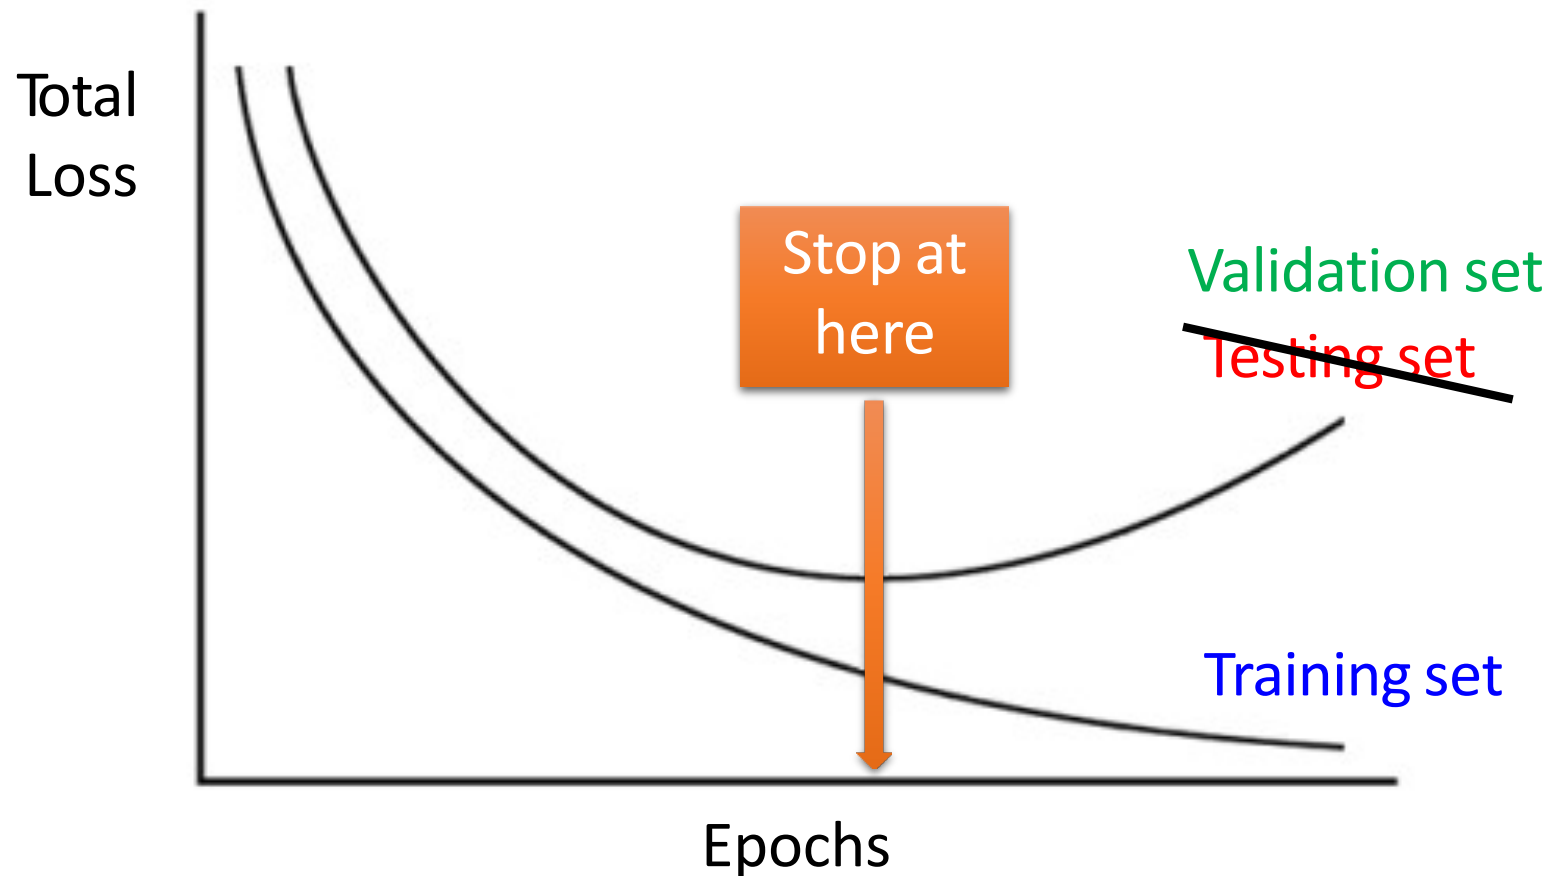 Total
Loss
Stop at
here
Validation set
Testing set
Training set
Epochs